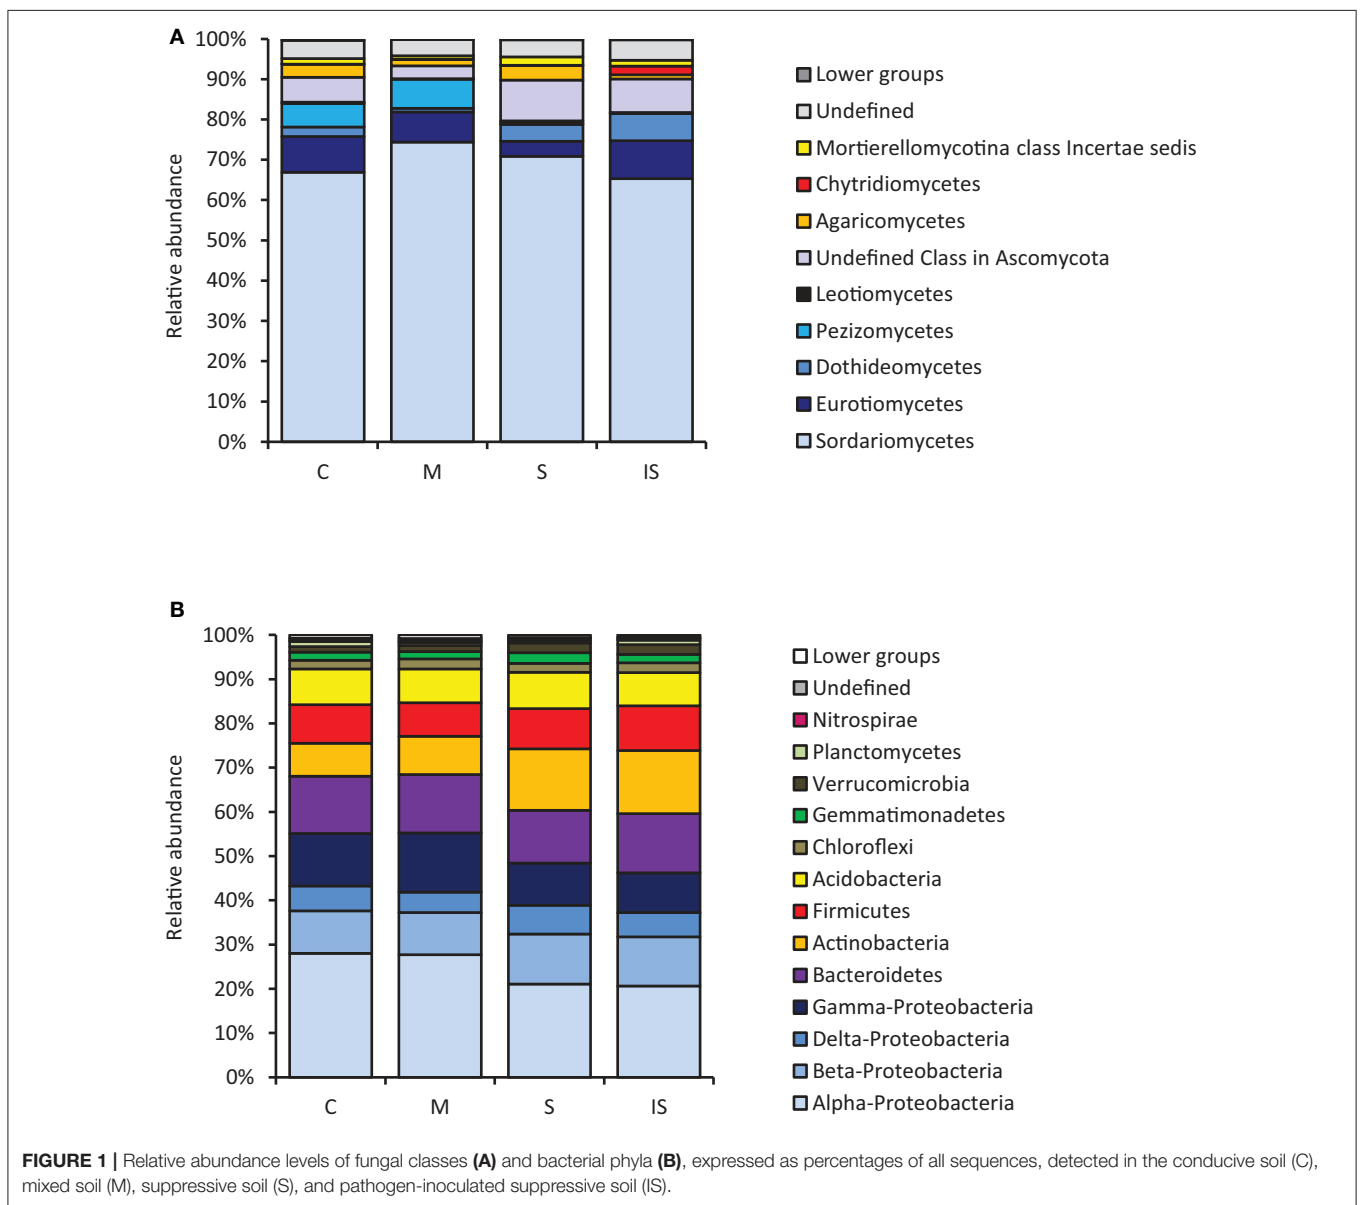 A
100%
90%
80%
70%
60%
50%
40%
30%
20%
10%
0%
Relative abundance
C M S IS
Lower groups
Undefined
Mortierellomycotina class Incertae sedis
Chytridiomycetes
Agaricomycetes
Undefined Class in Ascomycota
Leotiomycetes
Pezizomycetes
Dothideomycetes
Eurotiomycetes
Sordariomycetes
B
100%
90%
80%
70%
60%
50%
40%
30%
20%
10%
0%
Relative abundance
C M S IS
Lower groups
Undefined
Nitrospirae
Planctomycetes
Verrucomicrobia
Gemmatimonadetes
Chloroflexi
Acidobacteria
Firmicutes
Actinobacteria
Bacteroidetes
Gamma-Proteobacteria
Delta-Proteobacteria
Beta-Proteobacteria
Alpha-Proteobacteria
FIGURE 1 | Relative abundance levels of fungal classes (A) and bacterial phyla (B), expressed as percentages of all sequences, detected in the conducive soil (C),
mixed soil (M), suppressive soil (S), and pathogen-inoculated suppressive soil (IS).